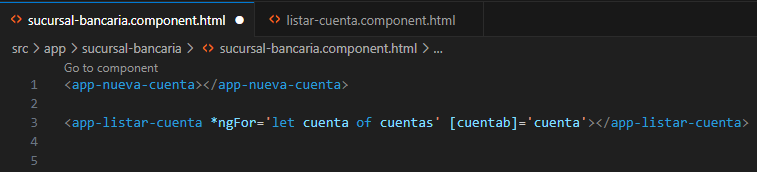 sucursal-bancaria.component.html listar-cuenta.component.html
src > app > sucursal-bancaria > sucursal-bancaria.component.html > ...
Go to component
1 <app-nueva-cuenta></app-nueva-cuenta>
2
3 <app-listar-cuenta *ngFor='let cuenta of cuentas' [cuentab]='cuenta'></app-listar-cuenta>
4
5